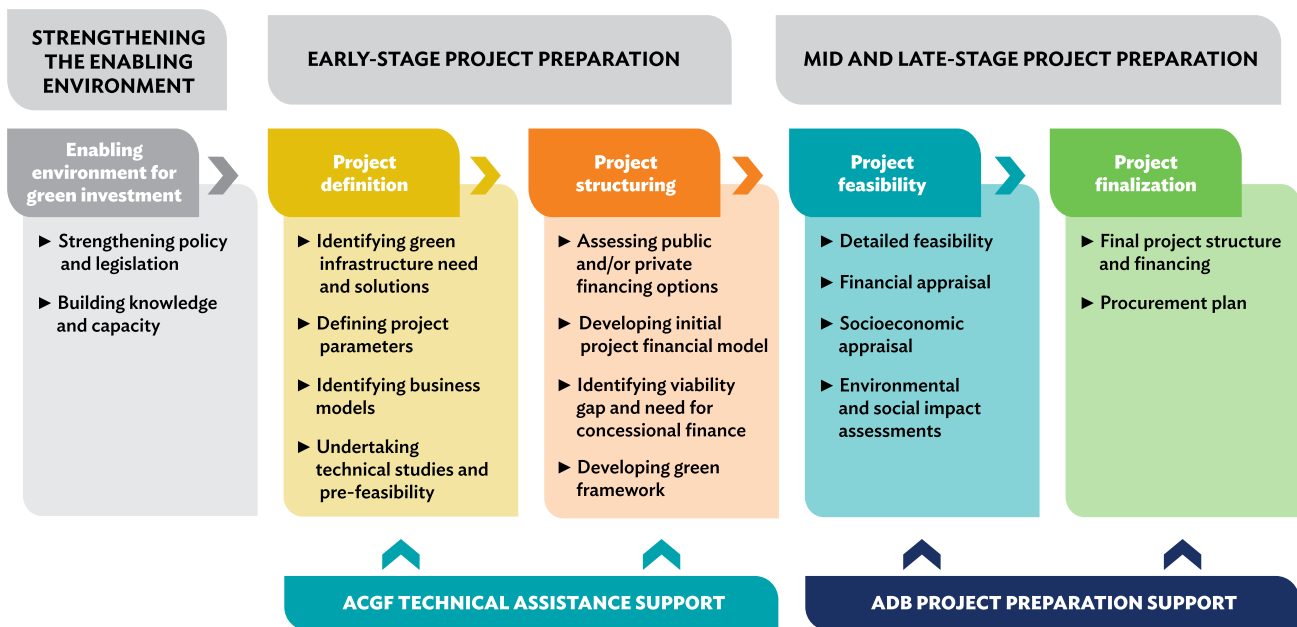 STRENGTHENING
THE ENABLING
ENVIRONMENT
EARLY-STAGE PROJECT PREPARATION
MID AND LATE-STAGE PROJECT PREPARATION
Enabling
environment for
green investment
► Strengthening policy
and legislation
► Building knowledge
and capacity
Project
definition
► Identifying green
infrastructure need
and solutions
► Defining project
parameters
► Identifying business
models
► Undertaking
technical studies and
pre-feasibility
Project
structuring
► Assessing public
and/or private
financing options
► Developing initial
project financial model
► Identifying viability
gap and need for
concessional finance
► Developing green
framework
Project
feasibility
► Detailed feasibility
► Financial appraisal
► Socioeconomic
appraisal
► Environmental
and social impact
assessments
Project
finalization
► Final project structure
and financing
► Procurement plan
ACGF TECHNICAL ASSISTANCE SUPPORT
ADB PROJECT PREPARATION SUPPORT